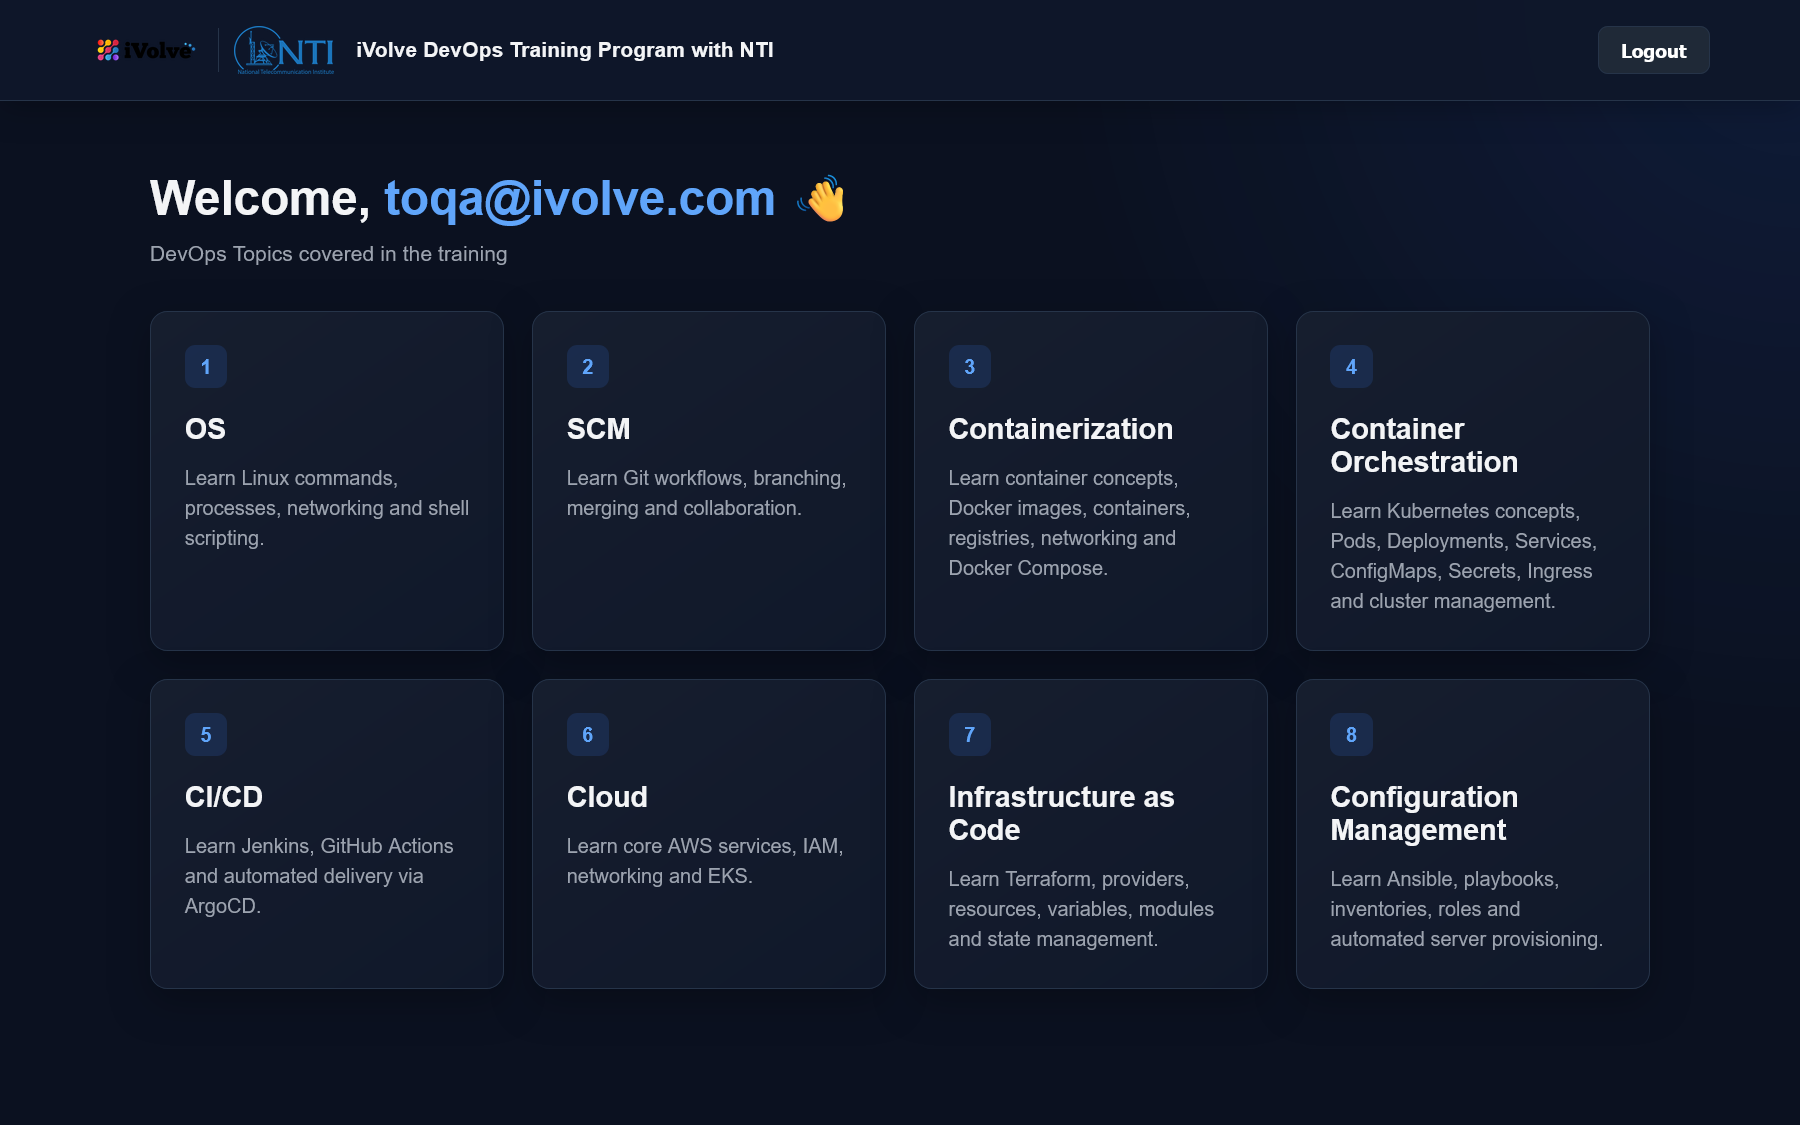 iVolve
NTI
National Telecommunication Institute
iVolve DevOps Training Program with NTI
Logout
Welcome, toqa@ivolve.com 👋
DevOps Topics covered in the training
1
OS
Learn Linux commands,
processes, networking and shell
scripting.
2
SCM
Learn Git workflows, branching,
merging and collaboration.
3
Containerization
Learn container concepts,
Docker images, containers,
registries, networking and
Docker Compose.
4
Container
Orchestration
Learn Kubernetes concepts,
Pods, Deployments, Services,
ConfigMaps, Secrets, Ingress
and cluster management.
5
CI/CD
Learn Jenkins, GitHub Actions
and automated delivery via
ArgoCD.
6
Cloud
Learn core AWS services, IAM,
networking and EKS.
7
Infrastructure as
Code
Learn Terraform, providers,
resources, variables, modules
and state management.
8
Configuration
Management
Learn Ansible, playbooks,
inventories, roles and
automated server provisioning.